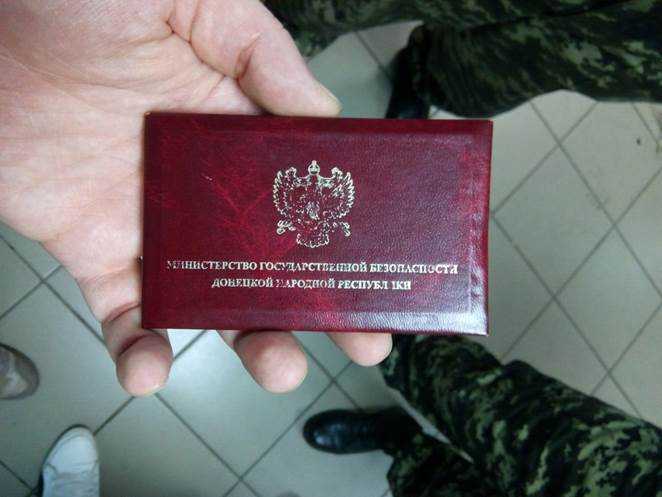 МИНИСТЕРСТВО ГОСУДАРСТВЕННОЙ БЕЗОПАСНОСТИ
ДОНЕЦКОЙ НАРОДНОЙ РЕСПУБЛИКИ